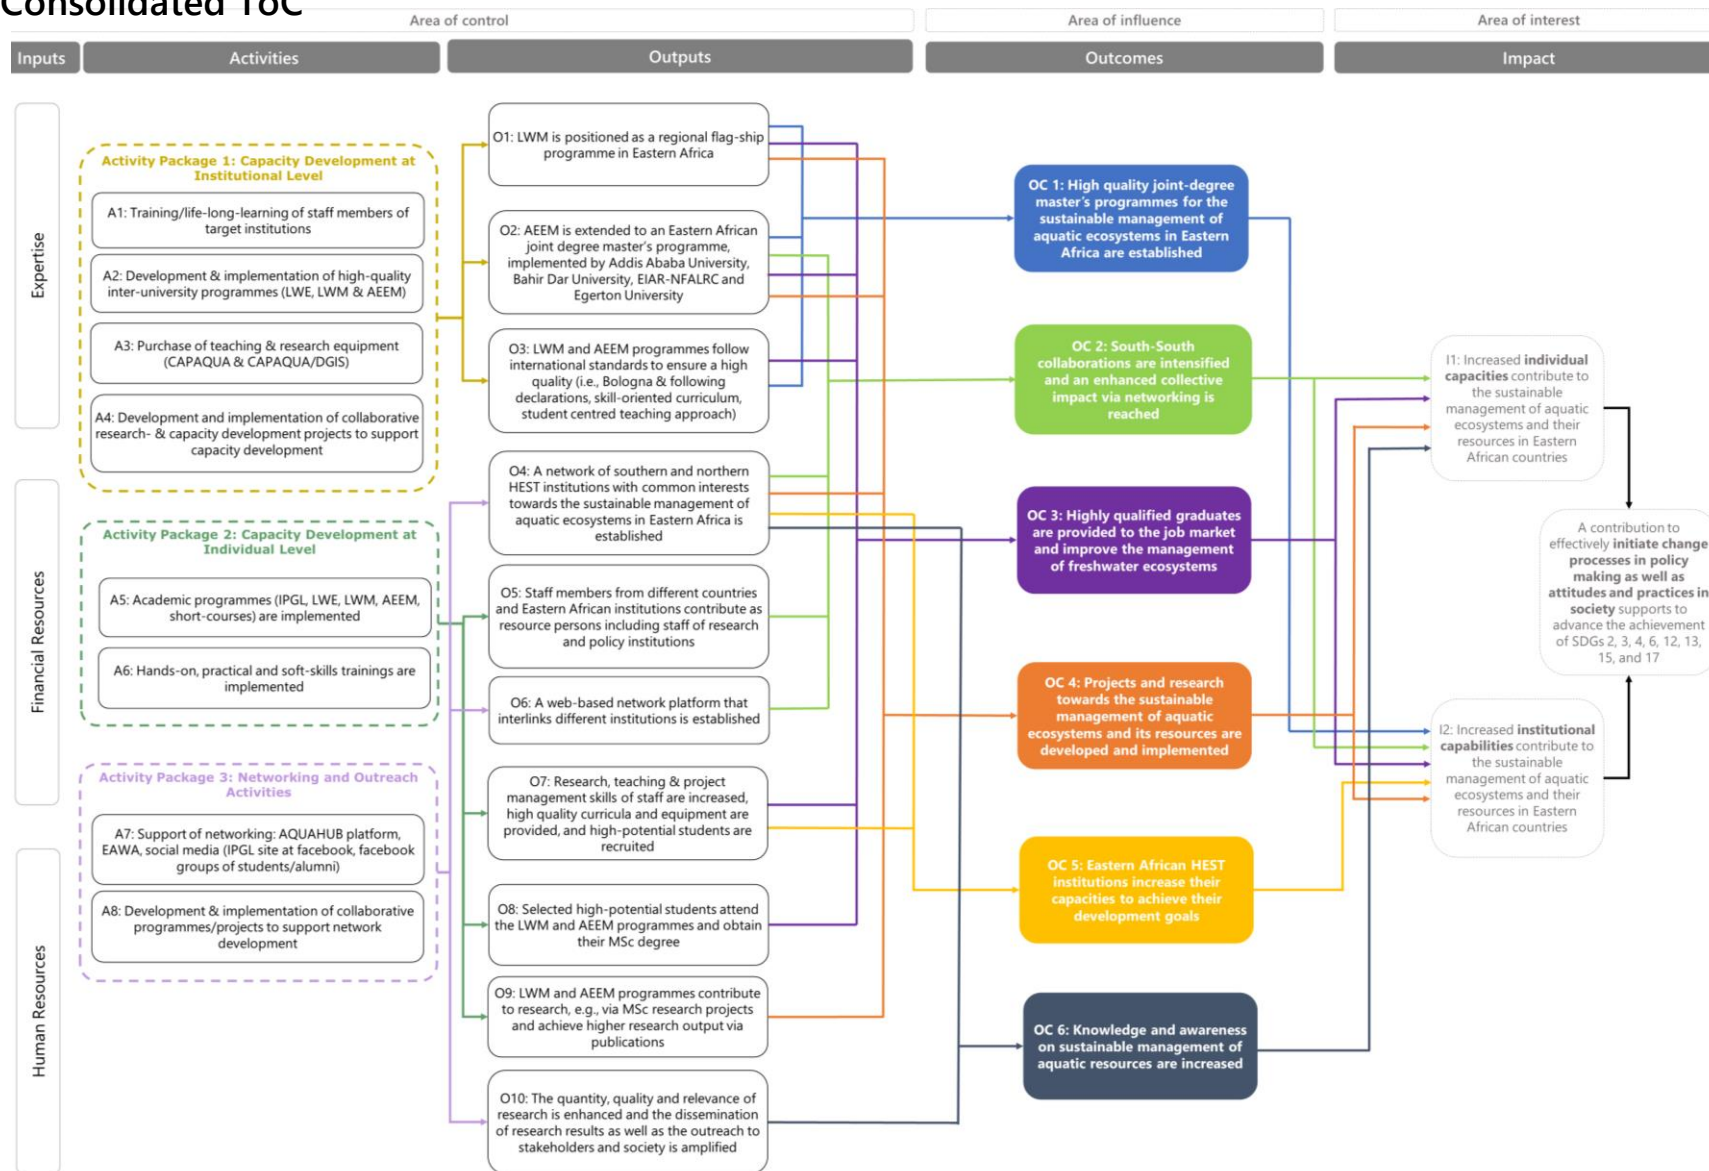 Consolidated ToC
Area of control
Area of influence
Area of interest
Inputs
Activities
Outputs
Outcomes
Impact
Expertise
Financial Resources
Human Resources
Activity Package 1: Capacity Development at
Institutional Level
A1: Training/life-long-learning of staff members of
target institutions
A2: Development & implementation of high-quality
inter-university programmes (LWE, LWM & AEEM)
A3: Purchase of teaching & research equipment
(CAPAQUA & CAPAQUA/DGIS)
A4: Development and implementation of collaborative
research- & capacity development projects to support
capacity development
Activity Package 2: Capacity Development at
Individual Level
A5: Academic programmes (IPGL, LWE, LWM, AEEM,
short-courses) are implemented
A6: Hands-on, practical and soft-skills trainings are
implemented
Activity Package 3: Networking and Outreach
Activities
A7: Support of networking: AQUAHUB platform,
EAWA, social media (IPGL site at facebook, facebook
groups of students/alumni)
A8: Development & implementation of collaborative
programmes/projects to support network
development
O1: LWM is positioned as a regional flag-ship
programme in Eastern Africa
O2: AEEM is extended to an Eastern African
joint degree master's programme,
implemented by Addis Ababa University,
Bahir Dar University, EIAR-NFALRC and
Egerton University
O3: LWM and AEEM programmes follow
international standards to ensure a high
quality (i.e., Bologna & following
declarations, skill-oriented curriculum,
student centred teaching approach)
O4: A network of southern and northern
HEST institutions with common interests
towards the sustainable management of
aquatic ecosystems in Eastern Africa is
established
O5: Staff members from different countries
and Eastern African institutions contribute as
resource persons including staff of research
and policy institutions
O6: A web-based network platform that
interlinks different institutions is established
O7: Research, teaching & project
management skills of staff are increased,
high quality curricula and equipment are
provided, and high-potential students are
recruited
O8: Selected high-potential students attend
the LWM and AEEM programmes and obtain
their MSc degree
O9: LWM and AEEM programmes contribute
to research, e.g., via MSc research projects
and achieve higher research output via
publications
O10: The quantity, quality and relevance of
research is enhanced and the dissemination
of research results as well as the outreach to
stakeholders and society is amplified
OC 1: High quality joint-degree
master's programmes for the
sustainable management of
aquatic ecosystems in Eastern
Africa are established
OC 2: South-South
collaborations are intensified
and an enhanced collective
impact via networking is
reached
OC 3: Highly qualified graduates
are provided to the job market
and improve the management
of freshwater ecosystems
OC 4: Projects and research
towards the sustainable
management of aquatic
ecosystems and its resources are
developed and implemented
OC 5: Eastern African HEST
institutions increase their
capacities to achieve their
development goals
OC 6: Knowledge and awareness
on sustainable management of
aquatic resources are increased
I1: Increased individual
capacities contribute to
the sustainable
management of aquatic
ecosystems and their
resources in Eastern
African countries
A contribution to
effectively initiate change
processes in policy
making as well as
attitudes and practices in
society supports to
advance the achievement
of SDGs 2, 3, 4, 6, 12, 13,
15, and 17
I2: Increased institutional
capabilities contribute to
the sustainable
management of aquatic
ecosystems and their
resources in Eastern
African countries